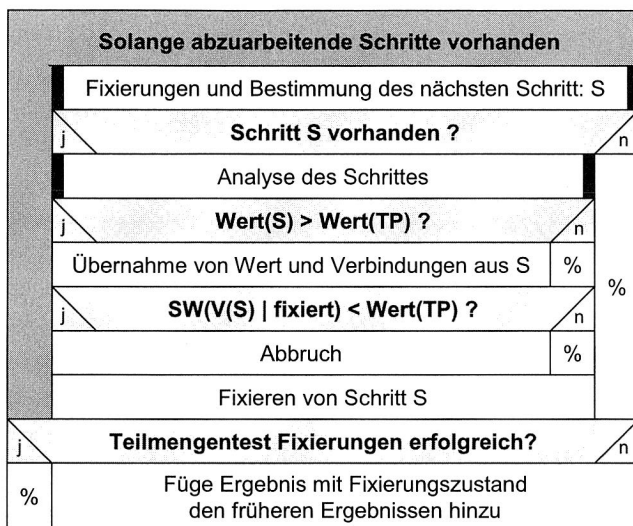 Solange abzuarbeitende Schritte vorhanden
Fixierungen und Bestimmung des nächsten Schritt: S
j Schritt S vorhanden ? n
Analyse des Schrittes
j Wert(S) > Wert(TP) ? n
Übernahme von Wert und Verbindungen aus S %
%
j SW(V(S) | fixiert) < Wert(TP) ? n
Abbruch %
Fixieren von Schritt S
j Teilmengentest Fixierungen erfolgreich? n
% Füge Ergebnis mit Fixierungszustand
den früheren Ergebnissen hinzu